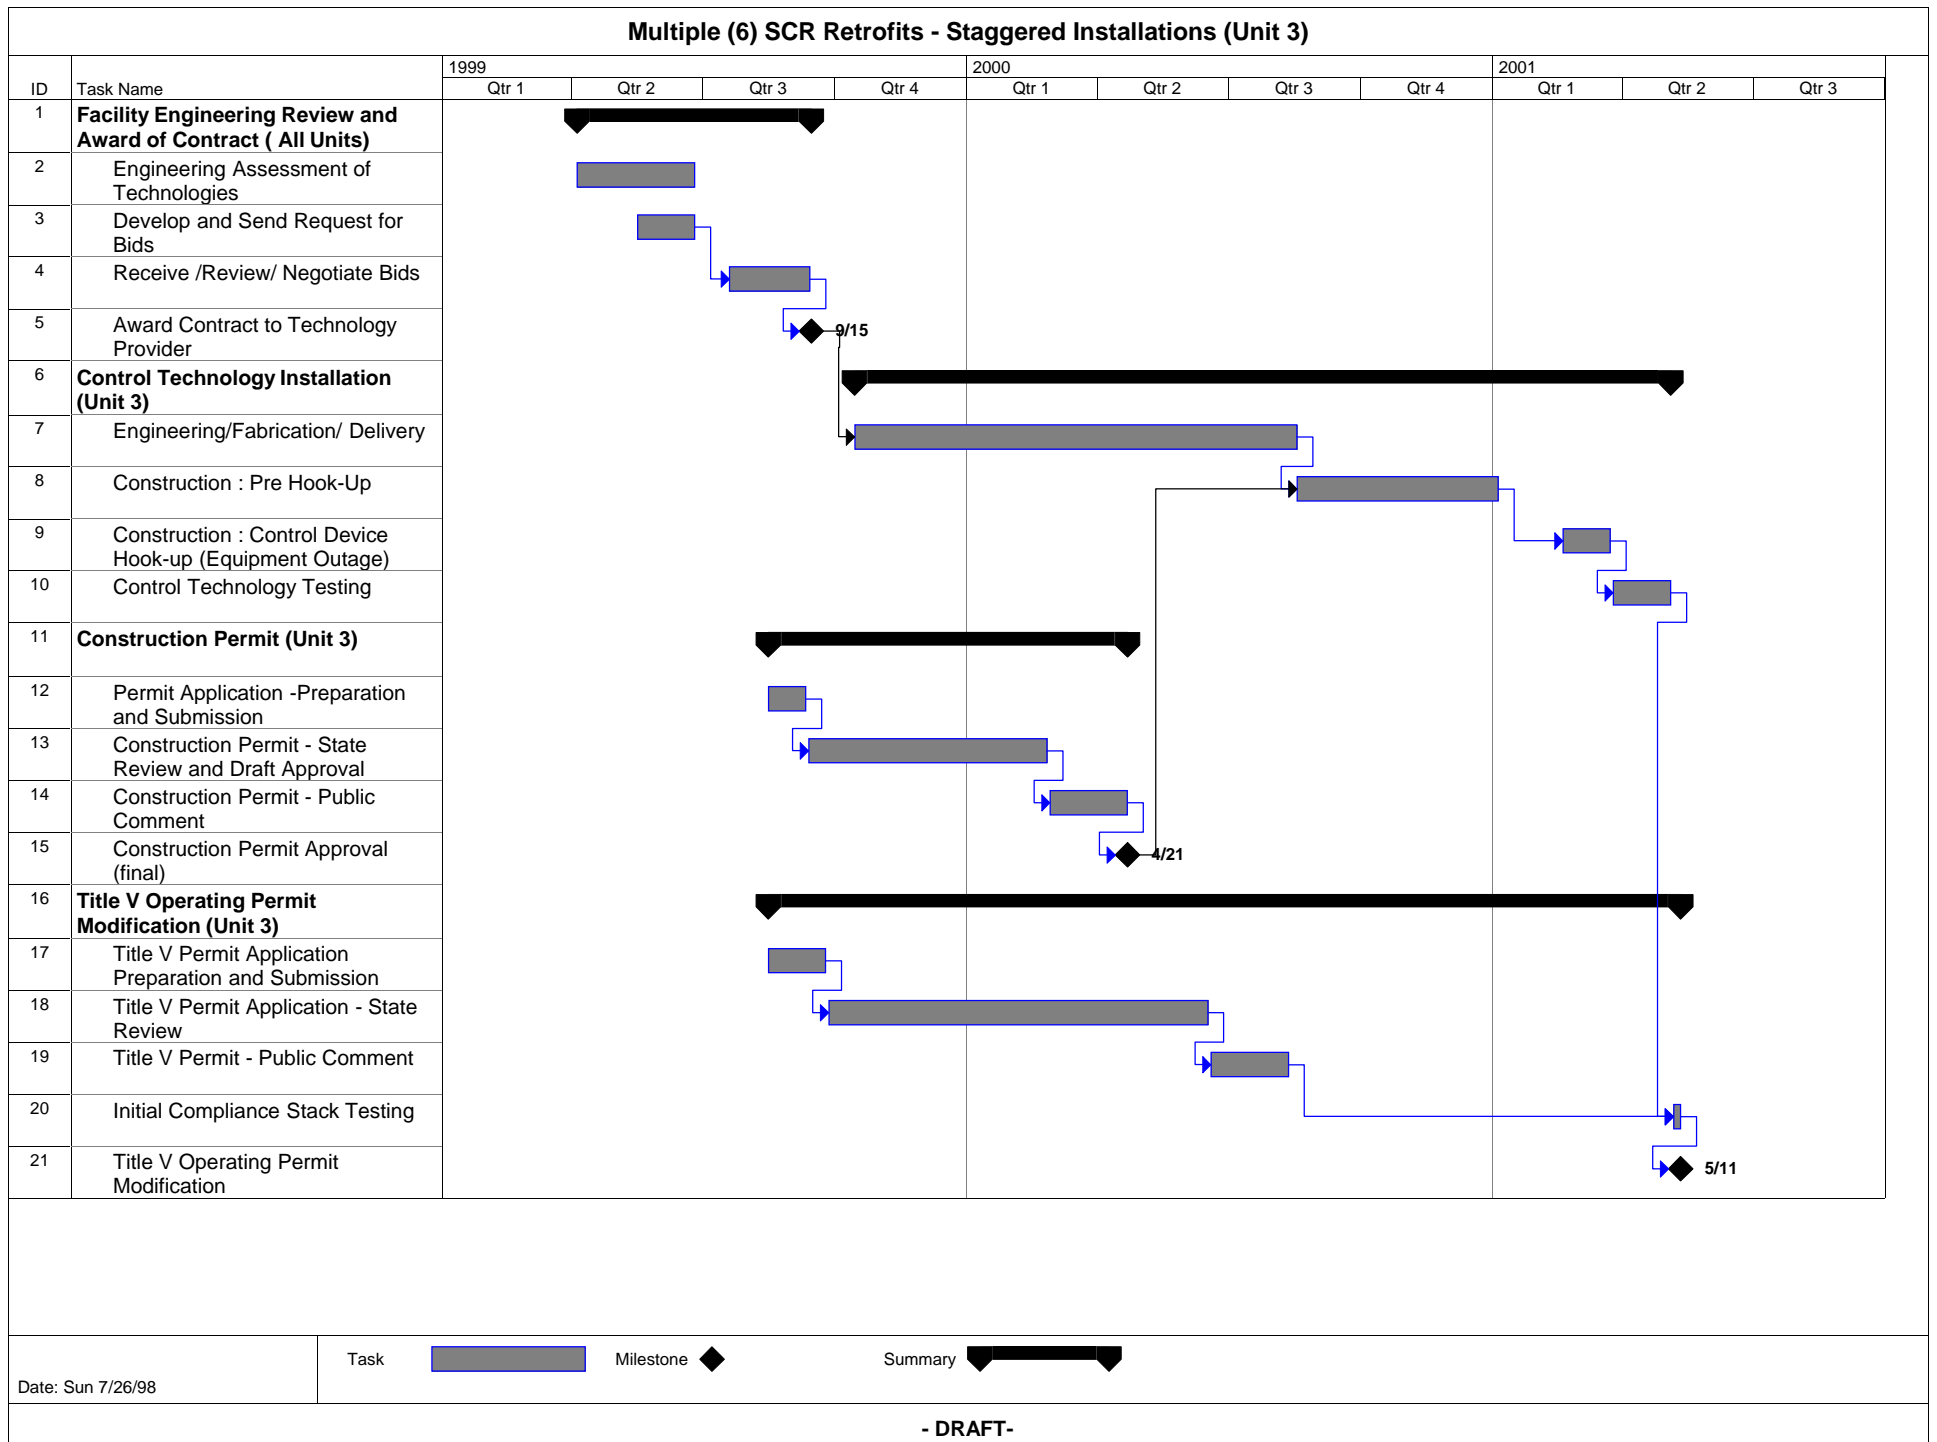 Multiple (6) SCR Retrofits - Staggered Installations (Unit 3)
1999 2000 2001
ID Task Name Qtr 1 Qtr 2 Qtr 3 Qtr 4 Qtr 1 Qtr 2 Qtr 3 Qtr 4 Qtr 1 Qtr 2 Qtr 3
1 Facility Engineering Review and
Award of Contract ( All Units)
2 Engineering Assessment of
Technologies
3 Develop and Send Request for
Bids
4 Receive /Review/ Negotiate Bids
5 Award Contract to Technology 9/15
Provider
6 Control Technology Installation
(Unit 3)
7 Engineering/Fabrication/ Delivery
8 Construction : Pre Hook-Up
9 Construction : Control Device
Hook-up (Equipment Outage)
10 Control Technology Testing
11 Construction Permit (Unit 3)
12 Permit Application -Preparation
and Submission
13 Construction Permit - State
Review and Draft Approval
14 Construction Permit - Public
Comment
15 Construction Permit Approval 4/21
(final)
16 Title V Operating Permit
Modification (Unit 3)
17 Title V Permit Application
Preparation and Submission
18 Title V Permit Application - State
Review
19 Title V Permit - Public Comment
20 Initial Compliance Stack Testing
21 Title V Operating Permit 5/11
Modification
Task Milestone Summary
Date: Sun 7/26/98
- DRAFT-